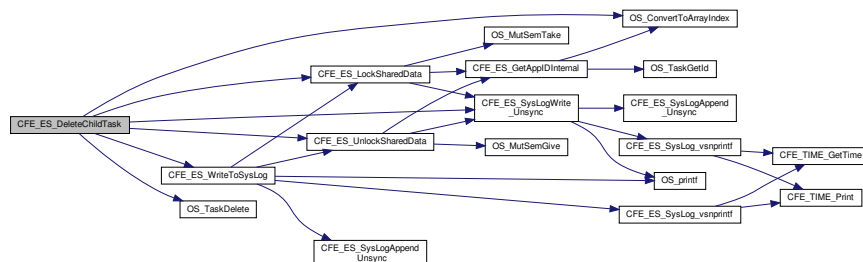 OS_ConvertToArrayIndex
OS_MutSemTake
CFE_ES_LockSharedData
CFE_ES_GetAppIDInternal
OS_TaskGetId
CFE_ES_SysLogWrite
_Unsync
CFE_ES_SysLogAppend
_Unsync
CFE_ES_DeleteChildTask
CFE_ES_UnlockSharedData
OS_MutSemGive
CFE_ES_SysLog_vsnprintf
CFE_TIME_GetTime
CFE_ES_WriteToSysLog
OS_printf
CFE_TIME_Print
OS_TaskDelete
CFE_ES_SysLog_vsnprintf
CFE_ES_SysLogAppend
_Unsync